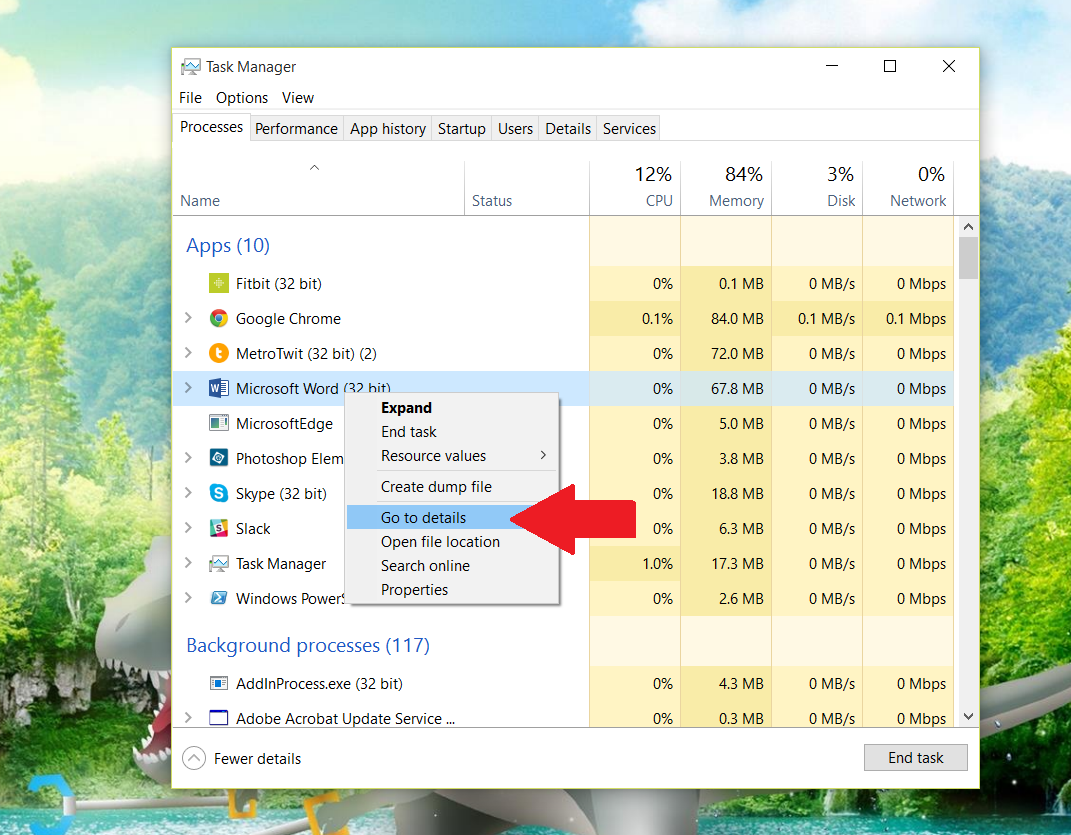 Task Manager
File Options View
Processes Performance App history Startup Users Details Services
12% 84% 3% 0%
Name Status CPU Memory Disk Network
Apps (10)
Fitbit (32 bit) 0% 0.1 MB 0 MB/s 0 Mbps
Google Chrome 0.1% 84.0 MB 0.1 MB/s 0.1 Mbps
MetroTwit (32 bit) (2) 0% 72.0 MB 0 MB/s 0 Mbps
Microsoft Word (32 bit) 0% 67.8 MB 0 MB/s 0 Mbps
MicrosoftEdge 0% 5.0 MB 0 MB/s 0 Mbps
Photoshop Elem 0% 3.8 MB 0 MB/s 0 Mbps
Skype (32 bit) 0% 18.8 MB 0 MB/s 0 Mbps
Slack 0% 6.3 MB 0 MB/s 0 Mbps
Task Manager 1.0% 17.3 MB 0 MB/s 0 Mbps
Windows PowerS 0% 2.6 MB 0 MB/s 0 Mbps
Expand
End task
Resource values
Create dump file
Go to details
Open file location
Search online
Properties
Background processes (117)
AddInProcess.exe (32 bit) 0% 4.3 MB 0 MB/s 0 Mbps
Adobe Acrobat Update Service ... 0% 0.3 MB 0 MB/s 0 Mbps
Fewer details End task